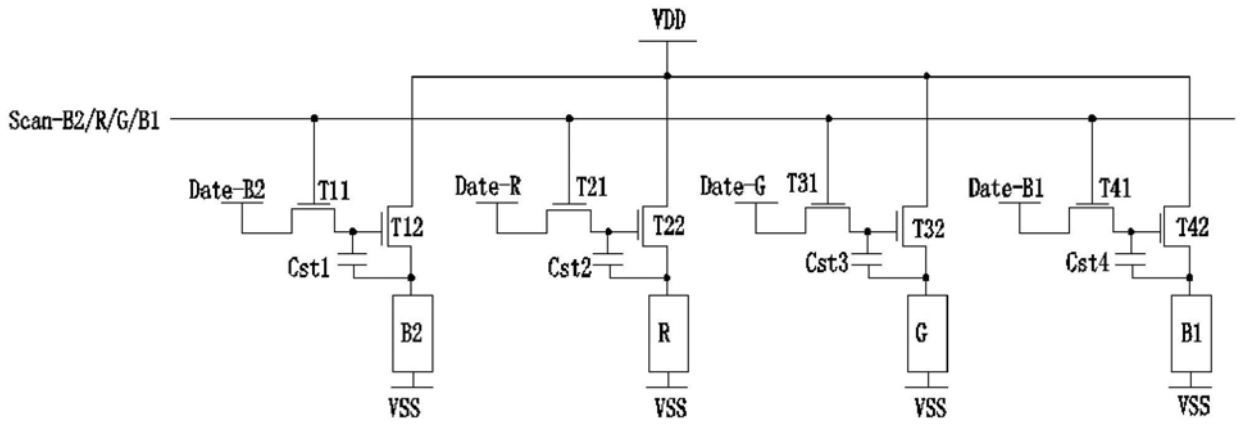 VDD
Scan-B2/R/G/B1
Date-B2
T11
T12
Cst1
B2
VSS
Date-R
T21
T22
Cst2
R
VSS
Date-G
T31
T32
Cst3
G
VSS
Date-B1
T41
T42
Cst4
B1
VSS